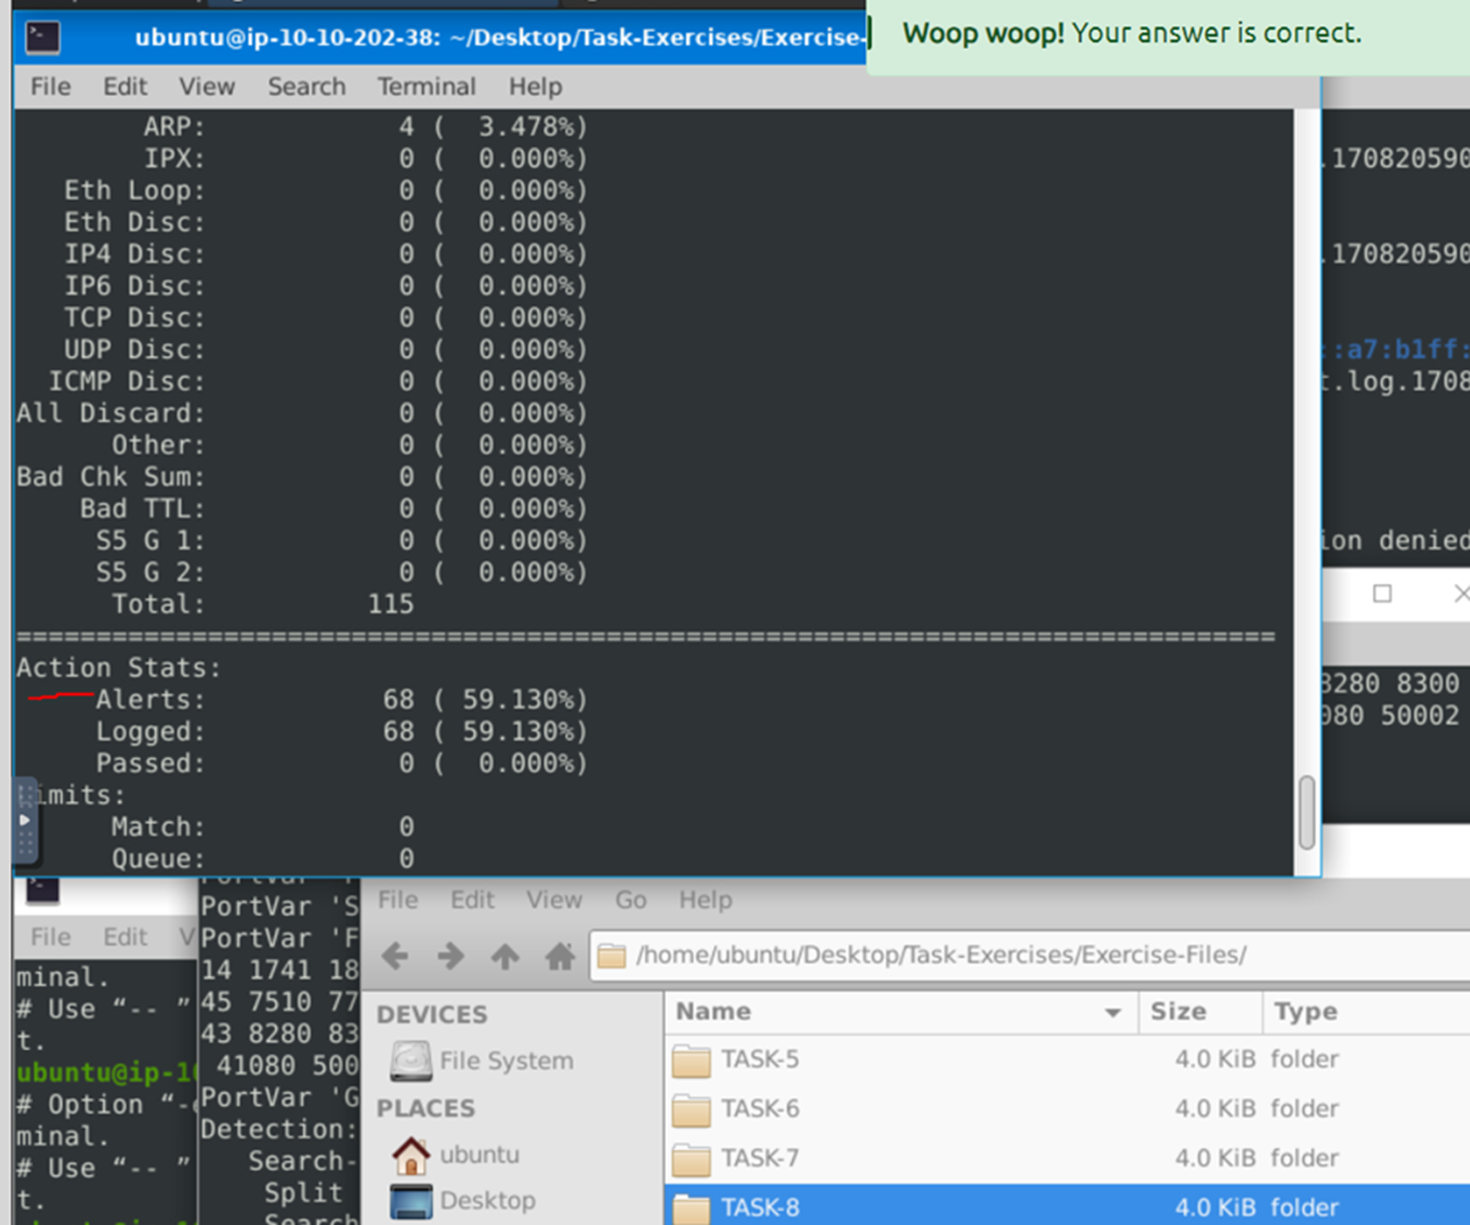 ubuntu@ip-10-10-202-38: ~/Desktop/Task-Exercises/Exercise-
Woop woop! Your answer is correct.
File Edit View Search Terminal Help
ARP: 4 ( 3.478%)
IPX: 0 ( 0.000%)
Eth Loop: 0 ( 0.000%)
Eth Disc: 0 ( 0.000%)
IP4 Disc: 0 ( 0.000%)
IP6 Disc: 0 ( 0.000%)
TCP Disc: 0 ( 0.000%)
UDP Disc: 0 ( 0.000%)
ICMP Disc: 0 ( 0.000%)
All Discard: 0 ( 0.000%)
Other: 0 ( 0.000%)
Bad Chk Sum: 0 ( 0.000%)
Bad TTL: 0 ( 0.000%)
S5 G 1: 0 ( 0.000%)
S5 G 2: 0 ( 0.000%)
Total: 115
===============================================================================
Action Stats:
Alerts: 68 ( 59.130%)
Logged: 68 ( 59.130%)
Passed: 0 ( 0.000%)
imits:
Match: 0
Queue: 0
.170820590
.170820590
::a7:b1ff:
t.log.1708
ion denied
8280 8300
080 50002
File Edit V
minal.
# Use “-- ”
t.
ubuntu@ip-10
# Option “-e
minal.
# Use “-- ”
t.
PortVar 'S
PortVar 'F
14 1741 18
45 7510 77
43 8280 83
41080 500
PortVar 'G
Detection:
Search-
Split
Search
File Edit View Go Help
/home/ubuntu/Desktop/Task-Exercises/Exercise-Files/
DEVICES
File System
PLACES
ubuntu
Desktop
Name Size Type
TASK-5 4.0 KiB folder
TASK-6 4.0 KiB folder
TASK-7 4.0 KiB folder
TASK-8 4.0 KiB folder